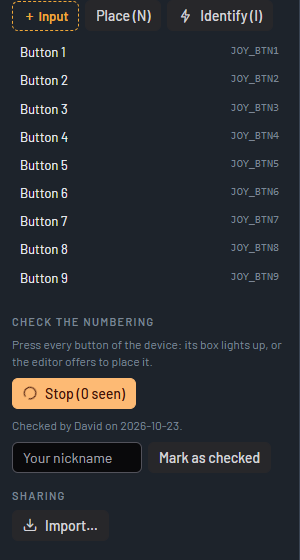 + Input
Place (N)
Identify (I)
Button 1 JOY_BTN1
Button 2 JOY_BTN2
Button 3 JOY_BTN3
Button 4 JOY_BTN4
Button 5 JOY_BTN5
Button 6 JOY_BTN6
Button 7 JOY_BTN7
Button 8 JOY_BTN8
Button 9 JOY_BTN9
CHECK THE NUMBERING
Press every button of the device: its box lights up, or
the editor offers to place it.
Stop (0 seen)
Checked by David on 2026-10-23.
Your nickname
Mark as checked
SHARING
Import...